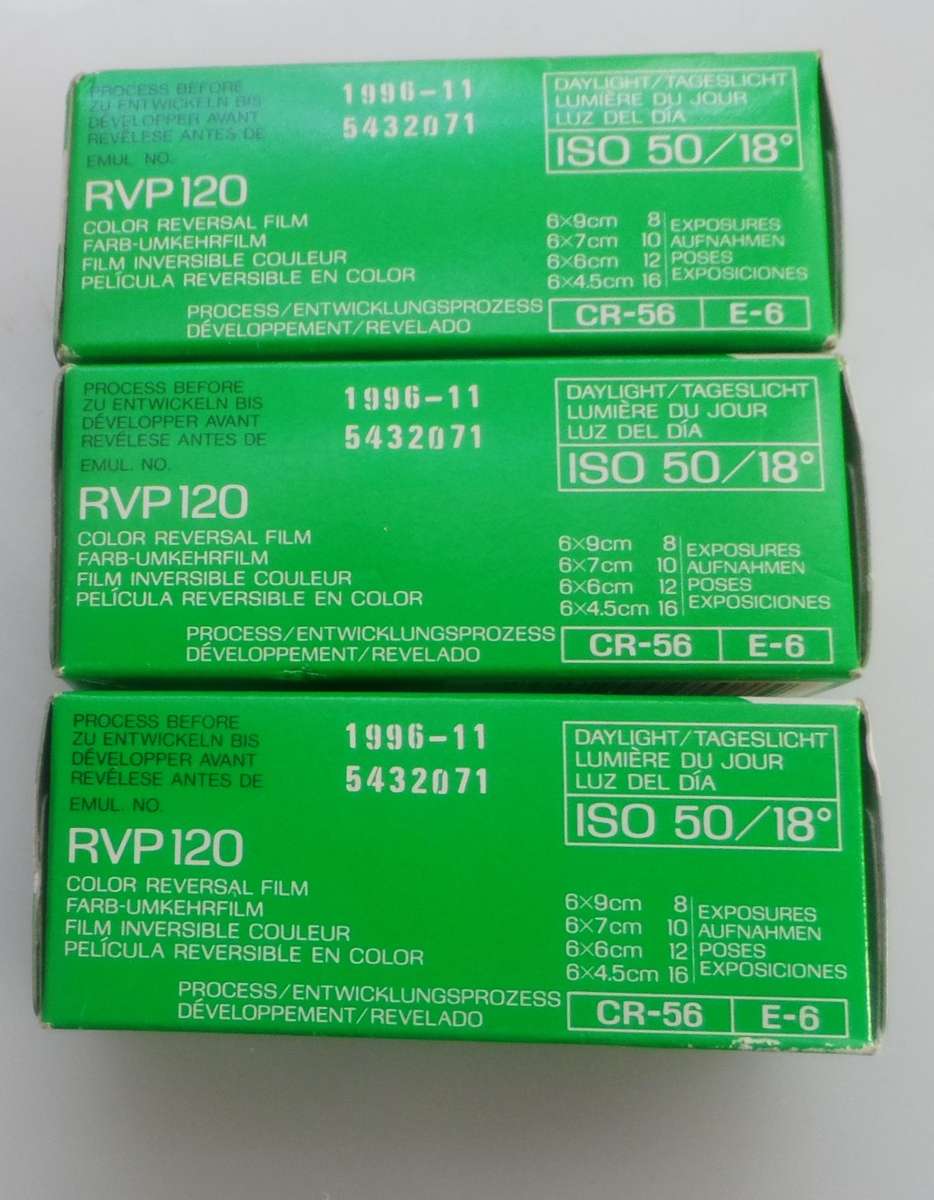 PROCESS BEFORE
ZU ENTWICKELN BIS
DÉVELOPPER AVANT
REVÉLESE ANTES DE
1996-11
5432071
EMUL. NO.
DAYLIGHT/TAGESLICHT
LUMIÈRE DU JOUR
LUZ DEL DÍA
ISO 50/18°
RVP 120
COLOR REVERSAL FILM
FARB-UMKEHRFILM
FILM INVERSIBLE COULEUR
PELÍCULA REVERSIBLE EN COLOR
6×9cm 8 EXPOSURES
6×7cm 10 AUFNAHMEN
6×6cm 12 POSES
6×4.5cm 16 EXPOSICIONES
PROCESS/ENTWICKLUNGSPROZESS
DÉVELOPPEMENT/REVELADO
CR-56 E-6
PROCESS BEFORE
ZU ENTWICKELN BIS
DÉVELOPPER AVANT
REVÉLESE ANTES DE
1996-11
5432071
EMUL. NO.
DAYLIGHT/TAGESLICHT
LUMIÈRE DU JOUR
LUZ DEL DÍA
ISO 50/18°
RVP 120
COLOR REVERSAL FILM
FARB-UMKEHRFILM
FILM INVERSIBLE COULEUR
PELÍCULA REVERSIBLE EN COLOR
6×9cm 8 EXPOSURES
6×7cm 10 AUFNAHMEN
6×6cm 12 POSES
6×4.5cm 16 EXPOSICIONES
PROCESS/ENTWICKLUNGSPROZESS
DÉVELOPPEMENT/REVELADO
CR-56 E-6
PROCESS BEFORE
ZU ENTWICKELN BIS
DÉVELOPPER AVANT
REVÉLESE ANTES DE
1996-11
5432071
EMUL. NO.
DAYLIGHT/TAGESLICHT
LUMIÈRE DU JOUR
LUZ DEL DÍA
ISO 50/18°
RVP 120
COLOR REVERSAL FILM
FARB-UMKEHRFILM
FILM INVERSIBLE COULEUR
PELÍCULA REVERSIBLE EN COLOR
6×9cm 8 EXPOSURES
6×7cm 10 AUFNAHMEN
6×6cm 12 POSES
6×4.5cm 16 EXPOSICIONES
PROCESS/ENTWICKLUNGSPROZESS
DÉVELOPPEMENT/REVELADO
CR-56 E-6